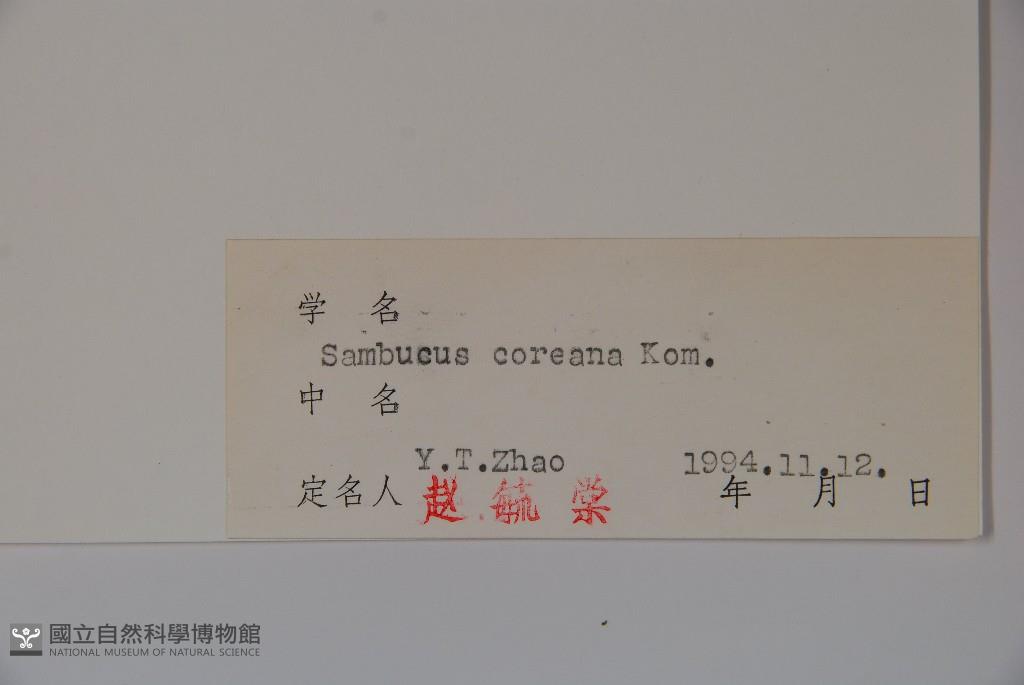 学 名
Sambucus coreana Kom.
中 名
Y.T.Zhao 1994.11.12.
定名人 赵毓棠 年 月 日
國立自然科學博物館
NATIONAL MUSEUM OF NATURAL SCIENCE